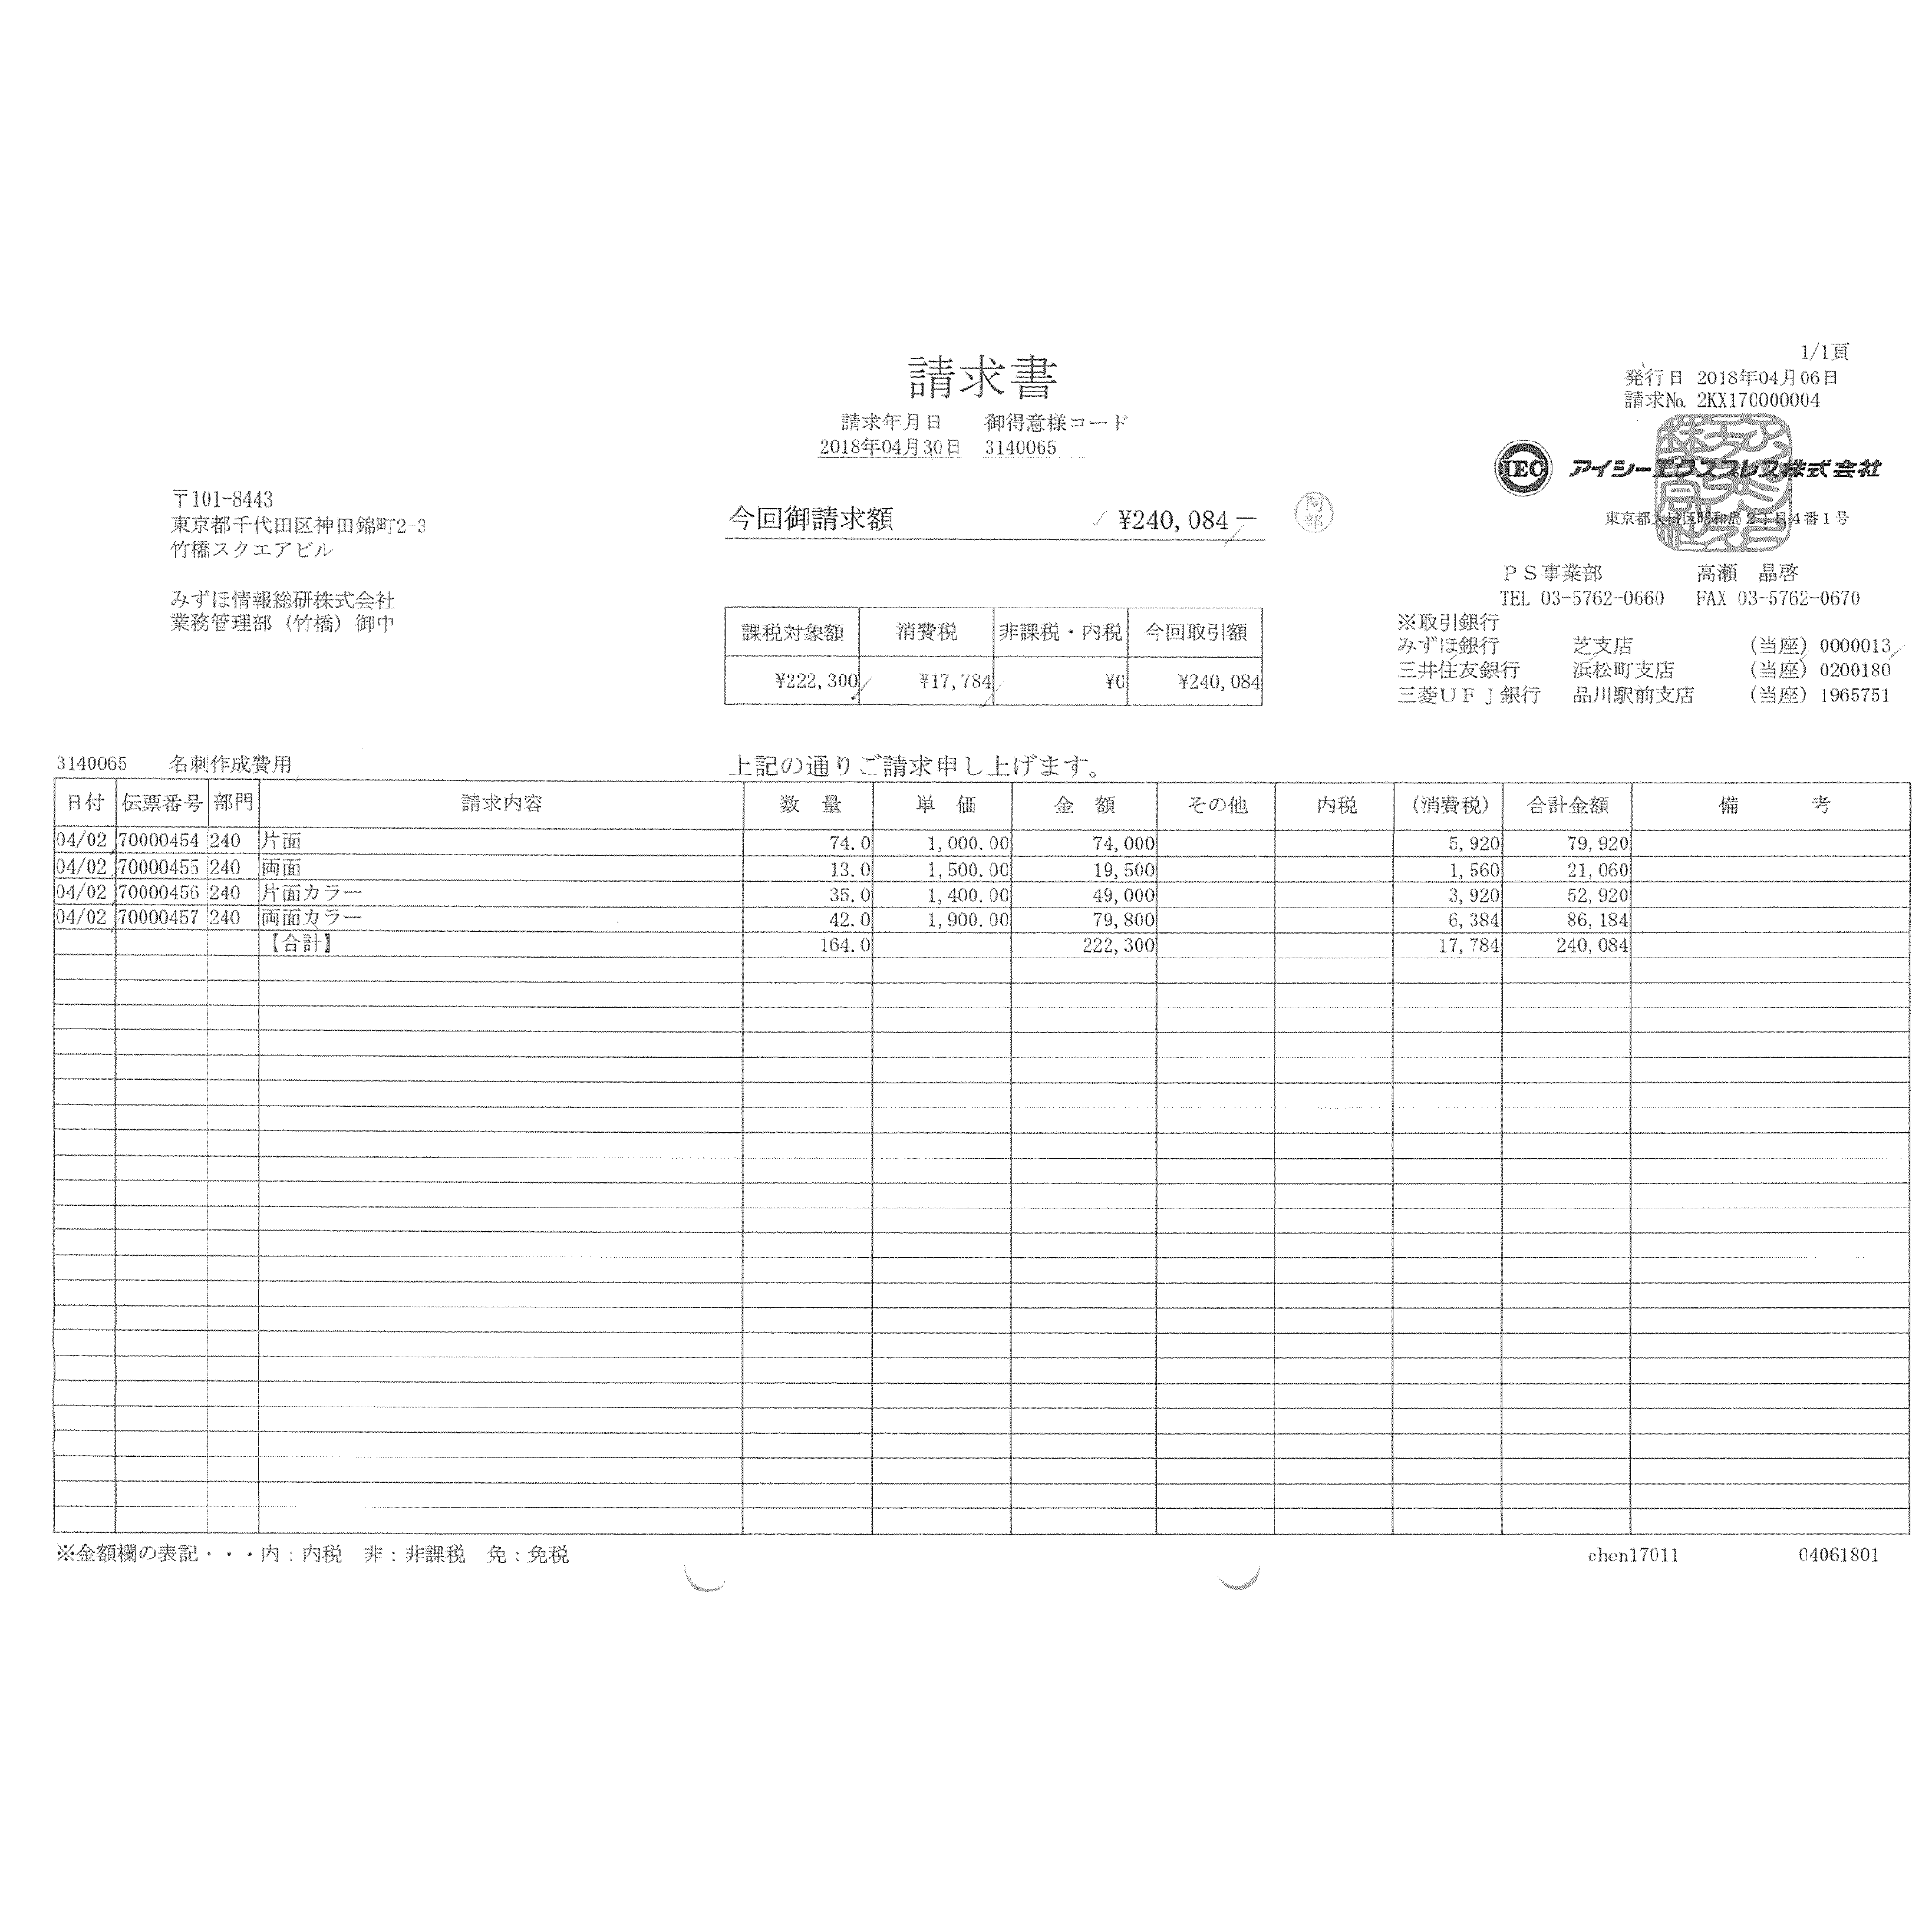 1/1頁
請求書
発行日 2018年04月06日
請求No. 2KX170000004
請求年月日 御得意様コード
2018年04月30日 3140065
IEC アイシーエクスプレス株式会社
〒101-8443
東京都千代田区神田錦町2-3
竹橋スクエアビル
今回御請求額 ¥240,084－
阿部
東京都大田区昭和島2丁目4番1号
みずほ情報総研株式会社
業務管理部（竹橋）御中
ＰＳ事業部 高瀬 晶啓
TEL 03-5762-0660 FAX 03-5762-0670
※取引銀行
みずほ銀行 芝支店 (当座) 0000013
三井住友銀行 浜松町支店 (当座) 0200180
三菱ＵＦＪ銀行 品川駅前支店 (当座) 1965751
課税対象額 消費税 非課税・内税 今回取引額
¥222,300 ¥17,784 ¥0 ¥240,084
3140065 名刺作成費用 上記の通りご請求申し上げます。
日付 伝票番号 部門 請求内容 数 量 単 価 金 額 その他 内税 (消費税) 合計金額 備 考
04/02 70000454 240 片面 74.0 1,000.00 74,000 5,920 79,920
04/02 70000455 240 両面 13.0 1,500.00 19,500 1,560 21,060
04/02 70000456 240 片面カラー 35.0 1,400.00 49,000 3,920 52,920
04/02 70000457 240 両面カラー 42.0 1,900.00 79,800 6,384 86,184
【合計】 164.0 222,300 17,784 240,084
※金額欄の表記・・・内：内税 非：非課税 免：免税
chen17011 04061801